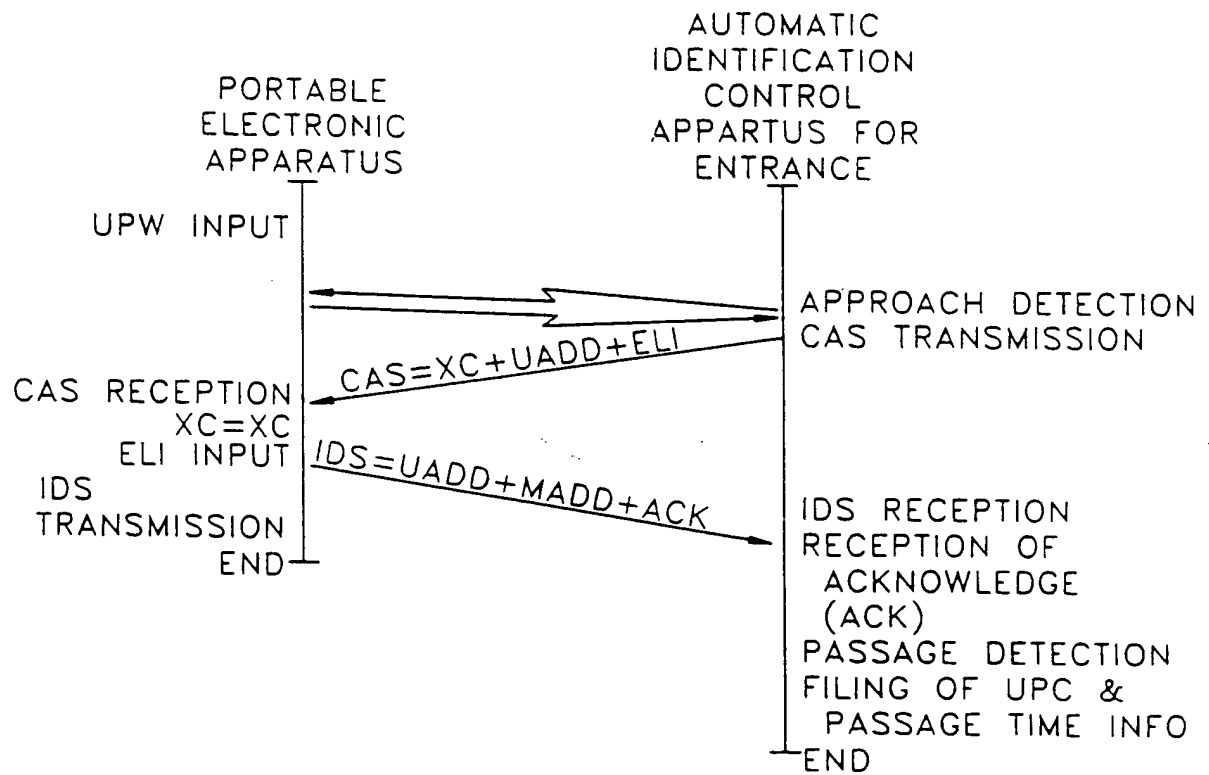 PORTABLE
ELECTRONIC
APPARATUS
AUTOMATIC
IDENTIFICATION
CONTROL
APPARTUS FOR
ENTRANCE
UPW INPUT
APPROACH DETECTION
CAS TRANSMISSION
CAS=XC+UADD+ELI
CAS RECEPTION
XC=XC
ELI INPUT
IDS=UADD+MADD+ACK
IDS
TRANSMISSION
END
IDS RECEPTION
RECEPTION OF
ACKNOWLEDGE
(ACK)
PASSAGE DETECTION
FILING OF UPC &
PASSAGE TIME INFO
END